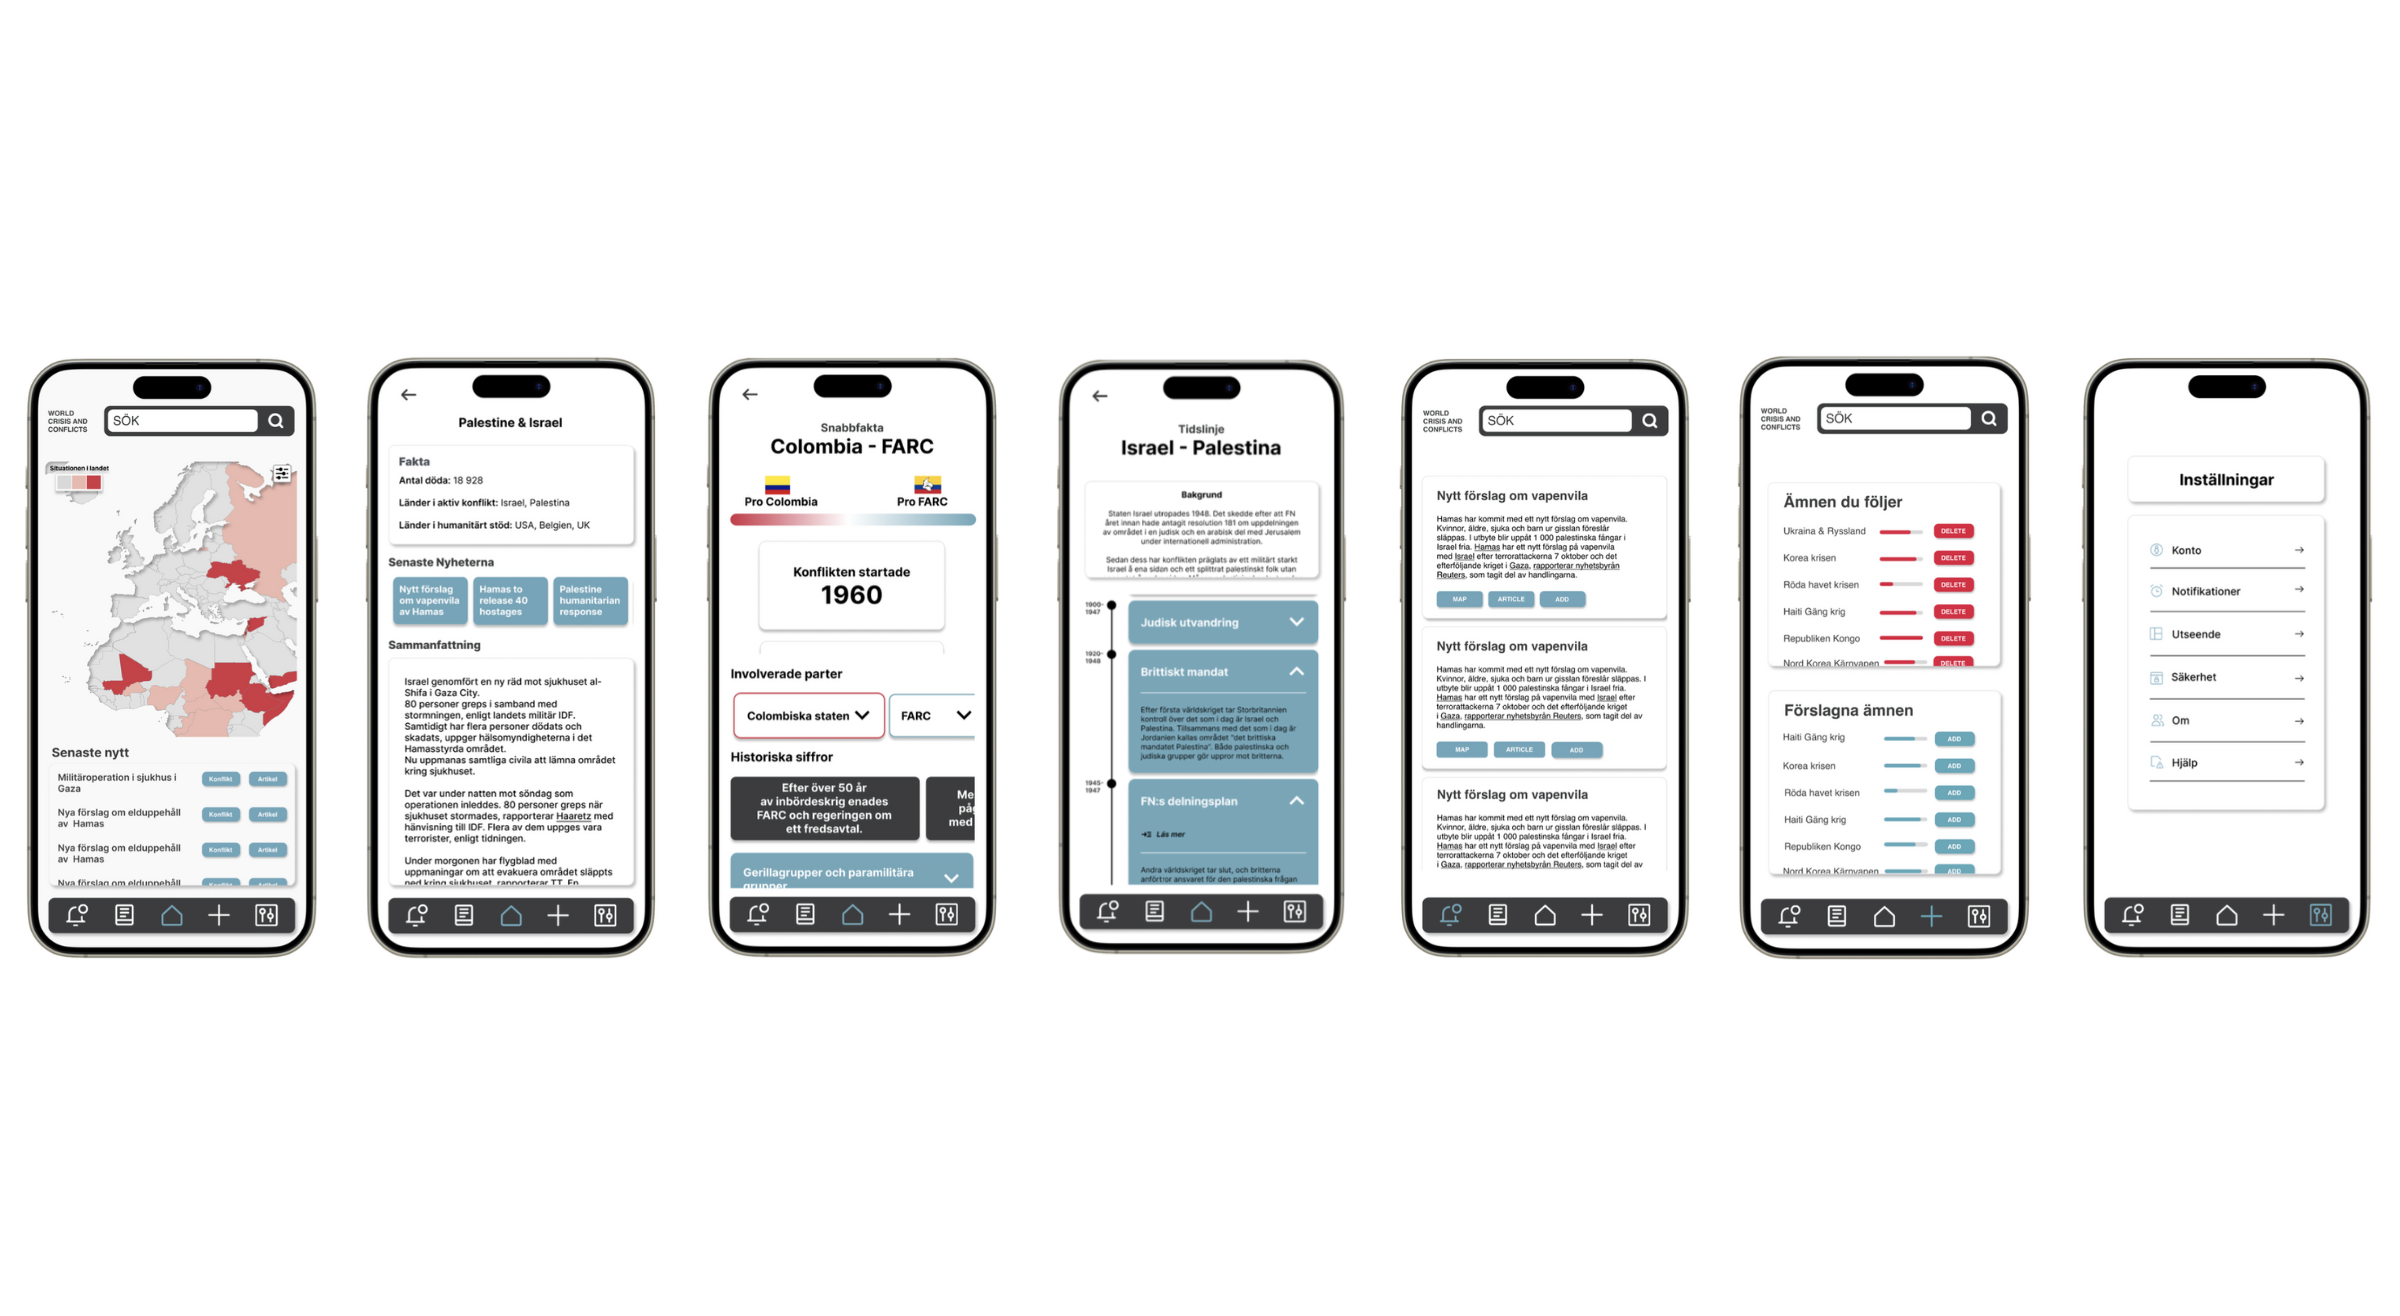 WORLD
CRISIS AND
CONFLICTS
SÖK
Situationen i landet
Senaste nytt
Militäroperation i sjukhus i
Gaza
Konflikt
Artikel
Nya förslag om elduppehåll
av Hamas
Konflikt
Artikel
Nya förslag om elduppehåll
av Hamas
Konflikt
Artikel
Nya förslag om elduppehåll
Konflikt
Artikel
Palestine & Israel
Fakta
Antal döda: 18 928
Länder i aktiv konflikt: Israel, Palestina
Länder i humanitärt stöd: USA, Belgien, UK
Senaste Nyheterna
Nytt förslag
om vapenvila
av Hamas
Hamas to
release 40
hostages
Palestine
humanitarian
response
Sammanfattning
Israel genomfört en ny räd mot sjukhuset al-
Shifa i Gaza City.
80 personer greps i samband med
stormningen, enligt landets militär IDF.
Samtidigt har flera personer dödats och
skadats, uppger hälsomyndigheterna i det
Hamasstyrda området.
Nu uppmanas samtliga civila att lämna området
kring sjukhuset.
Det var under natten mot söndag som
operationen inleddes. 80 personer greps när
sjukhuset stormades, rapporterar Haaretz med
hänvisning till IDF. Flera av dem uppges vara
terrorister, enligt tidningen.
Under morgonen har flygblad med
uppmaningar om att evakuera området släppts
ned kring sjukhuset, rapporterar TT. En
Snabbfakta
Colombia - FARC
Pro Colombia
Pro FARC
Konflikten startade
1960
Involverade parter
Colombiska staten
FARC
Historiska siffror
Efter över 50 år
av inbördeskrig enades
FARC och regeringen om
ett fredsavtal.
Me
påg
med
Gerillagrupper och paramilitära
grupper
Tidslinje
Israel - Palestina
Bakgrund
Staten Israel utropades 1948. Det skedde efter att FN
året innan hade antagit resolution 181 om uppdelningen
av området i en judisk och en arabisk del med Jerusalem
under internationell administration.
Sedan dess har konflikten präglats av ett militärt starkt
Israel å ena sidan och ett splittrat palestinskt folk utan
1900-
1947
Judisk utvandring
1920-
1948
Brittiskt mandat
Efter första världskriget tar Storbritannien
kontroll över det som i dag är Israel och
Palestina. Tillsammans med det som i dag är
Jordanien kallas området "det brittiska
mandatet Palestina". Både palestinska och
judiska grupper gör uppror mot britterna.
1945-
1947
FN:s delningsplan
Läs mer
Andra världskriget tar slut, och britterna
anförtror ansvaret för den palestinska frågan
WORLD
CRISIS AND
CONFLICTS
SÖK
Nytt förslag om vapenvila
Hamas har kommit med ett nytt förslag om vapenvila.
Kvinnor, äldre, sjuka och barn ur gisslan föreslår
släppas. I utbyte blir uppåt 1 000 palestinska fångar i
Israel fria. Hamas har ett nytt förslag på vapenvila
med Israel efter terrorattackerna 7 oktober och det
efterföljande kriget i Gaza, rapporterar nyhetsbyrån
Reuters, som tagit del av handlingarna.
MAP
ARTICLE
ADD
Nytt förslag om vapenvila
Hamas har kommit med ett nytt förslag om vapenvila.
Kvinnor, äldre, sjuka och barn ur gisslan föreslår släppas. I
utbyte blir uppåt 1 000 palestinska fångar i Israel fria.
Hamas har ett nytt förslag på vapenvila med Israel efter
terrorattackerna 7 oktober och det efterföljande kriget
i Gaza, rapporterar nyhetsbyrån Reuters, som tagit del av
handlingarna.
MAP
ARTICLE
ADD
Nytt förslag om vapenvila
Hamas har kommit med ett nytt förslag om vapenvila.
Kvinnor, äldre, sjuka och barn ur gisslan föreslår släppas. I
utbyte blir uppåt 1 000 palestinska fångar i Israel fria.
Hamas har ett nytt förslag på vapenvila med Israel efter
terrorattackerna 7 oktober och det efterföljande kriget
i Gaza, rapporterar nyhetsbyrån Reuters, som tagit del av
WORLD
CRISIS AND
CONFLICTS
SÖK
Ämnen du följer
Ukraina & Ryssland
DELETE
Korea krisen
DELETE
Röda havet krisen
DELETE
Haiti Gäng krig
DELETE
Republiken Kongo
DELETE
Nord Korea Kärnvapen
DELETE
Förslagna ämnen
Haiti Gäng krig
ADD
Korea krisen
ADD
Röda havet krisen
ADD
Haiti Gäng krig
ADD
Republiken Kongo
ADD
Nord Korea Kärnvapen
ADD
Inställningar
Konto
Notifikationer
Utseende
Säkerhet
Om
Hjälp